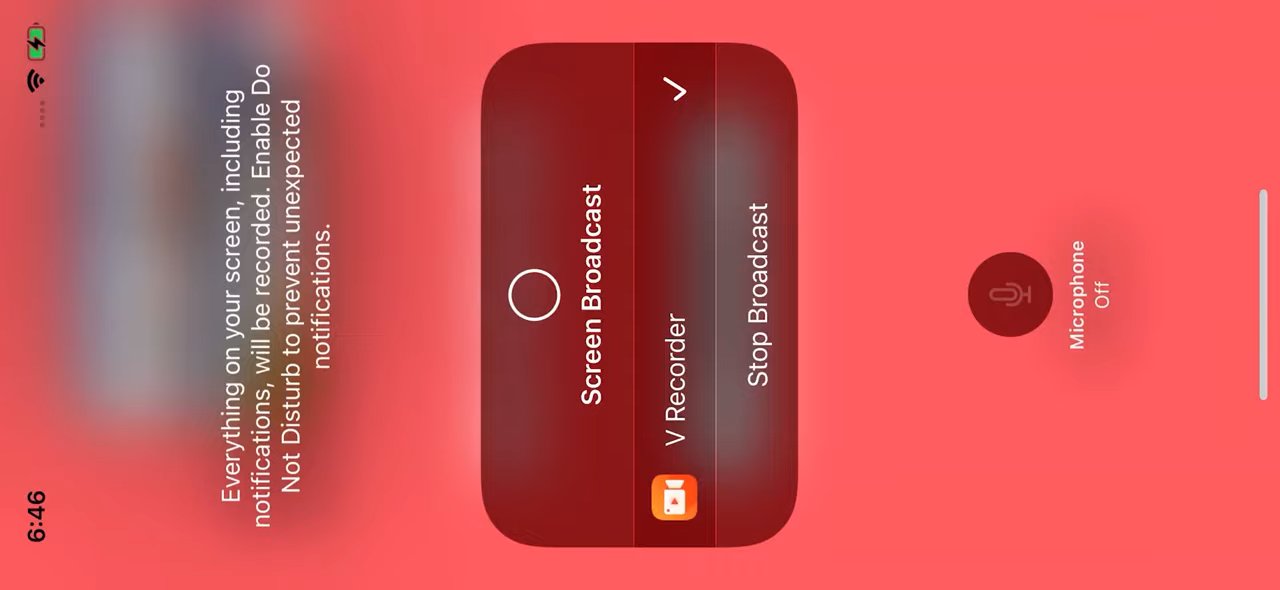 6:46
Everything on your screen, including
notifications, will be recorded. Enable Do
Not Disturb to prevent unexpected
notifications.
Screen Broadcast
V Recorder
Stop Broadcast
Microphone
Off